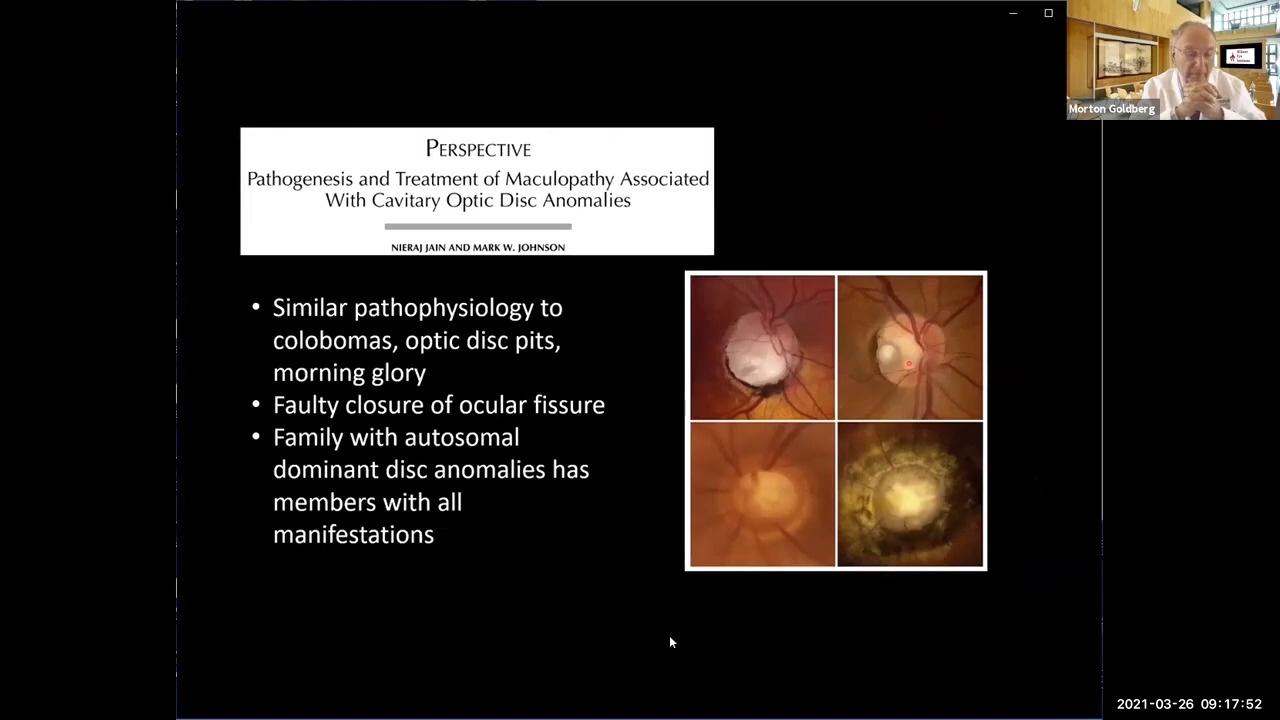 PERSPECTIVE
Pathogenesis and Treatment of Maculopathy Associated
With Cavitary Optic Disc Anomalies
NIERAJ JAIN AND MARK W. JOHNSON
• Similar pathophysiology to
colobomas, optic disc pits,
morning glory
• Faulty closure of ocular fissure
• Family with autosomal
dominant disc anomalies has
members with all
manifestations
Morton Goldberg
2021-03-26 09:17:52